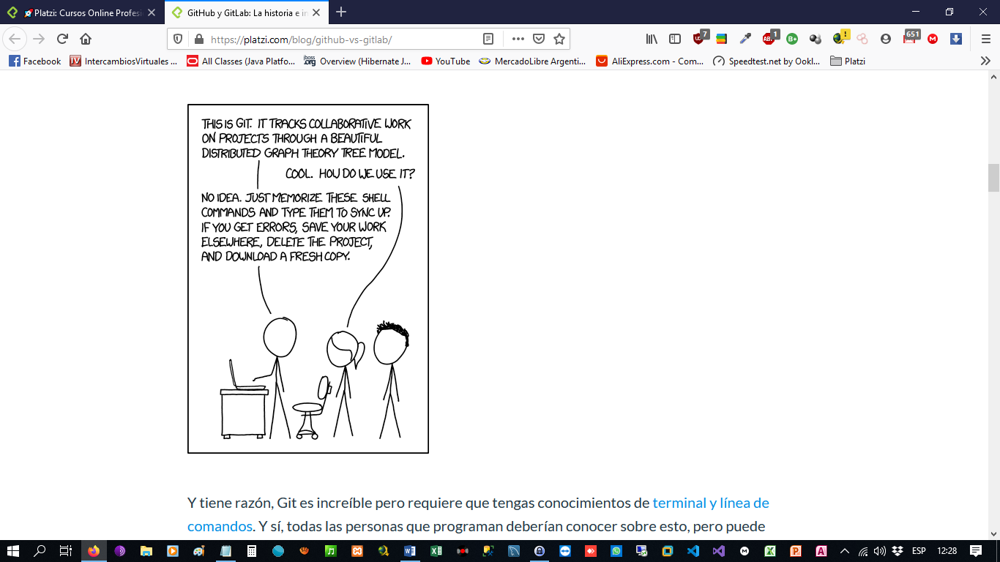 Platzi: Cursos Online Profesi
GitHub y GitLab: La historia e in
https://platzi.com/blog/github-vs-gitlab/
7
1
651
Facebook
IntercambiosVirtuales ...
All Classes (Java Platfo...
Overview (Hibernate J...
YouTube
MercadoLibre Argenti...
AliExpress.com - Com...
Speedtest.net by Ookl...
Platzi
THIS IS GIT. IT TRACKS COLLABORATIVE WORK
ON PROJECTS THROUGH A BEAUTIFUL
DISTRIBUTED GRAPH THEORY TREE MODEL.
COOL. HOW DO WE USE IT?
NO IDEA. JUST MEMORIZE THESE SHELL
COMMANDS AND TYPE THEM TO SYNC UP.
IF YOU GET ERRORS, SAVE YOUR WORK
ELSEWHERE, DELETE THE PROJECT,
AND DOWNLOAD A FRESH COPY.
Y tiene razón, Git es increíble pero requiere que tengas conocimientos de terminal y línea de
comandos. Y sí, todas las personas que programan deberían conocer sobre esto, pero puede
ESP
12:28